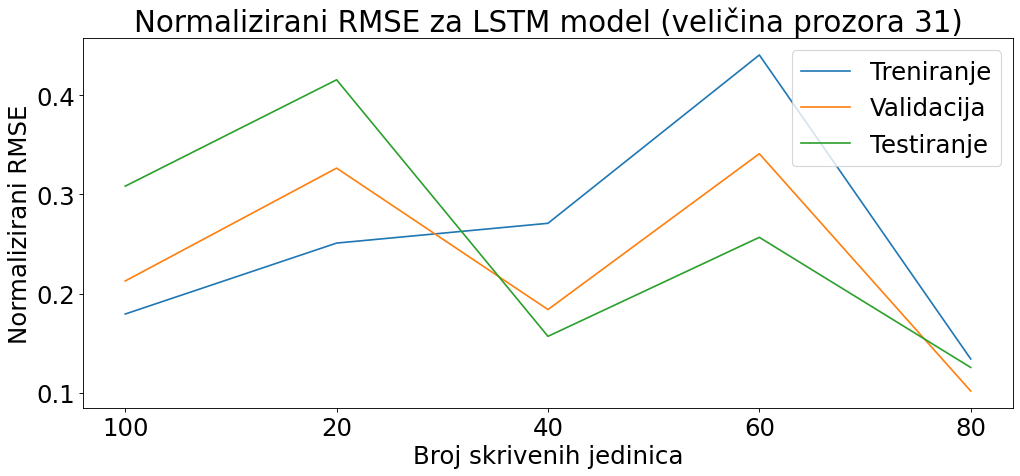 Normalizirani RMSE za LSTM model (veličina prozora 31)
Treniranje
Validacija
Testiranje
Normalizirani RMSE
0.4
0.3
0.2
0.1
100 20 40 60 80
Broj skrivenih jedinica